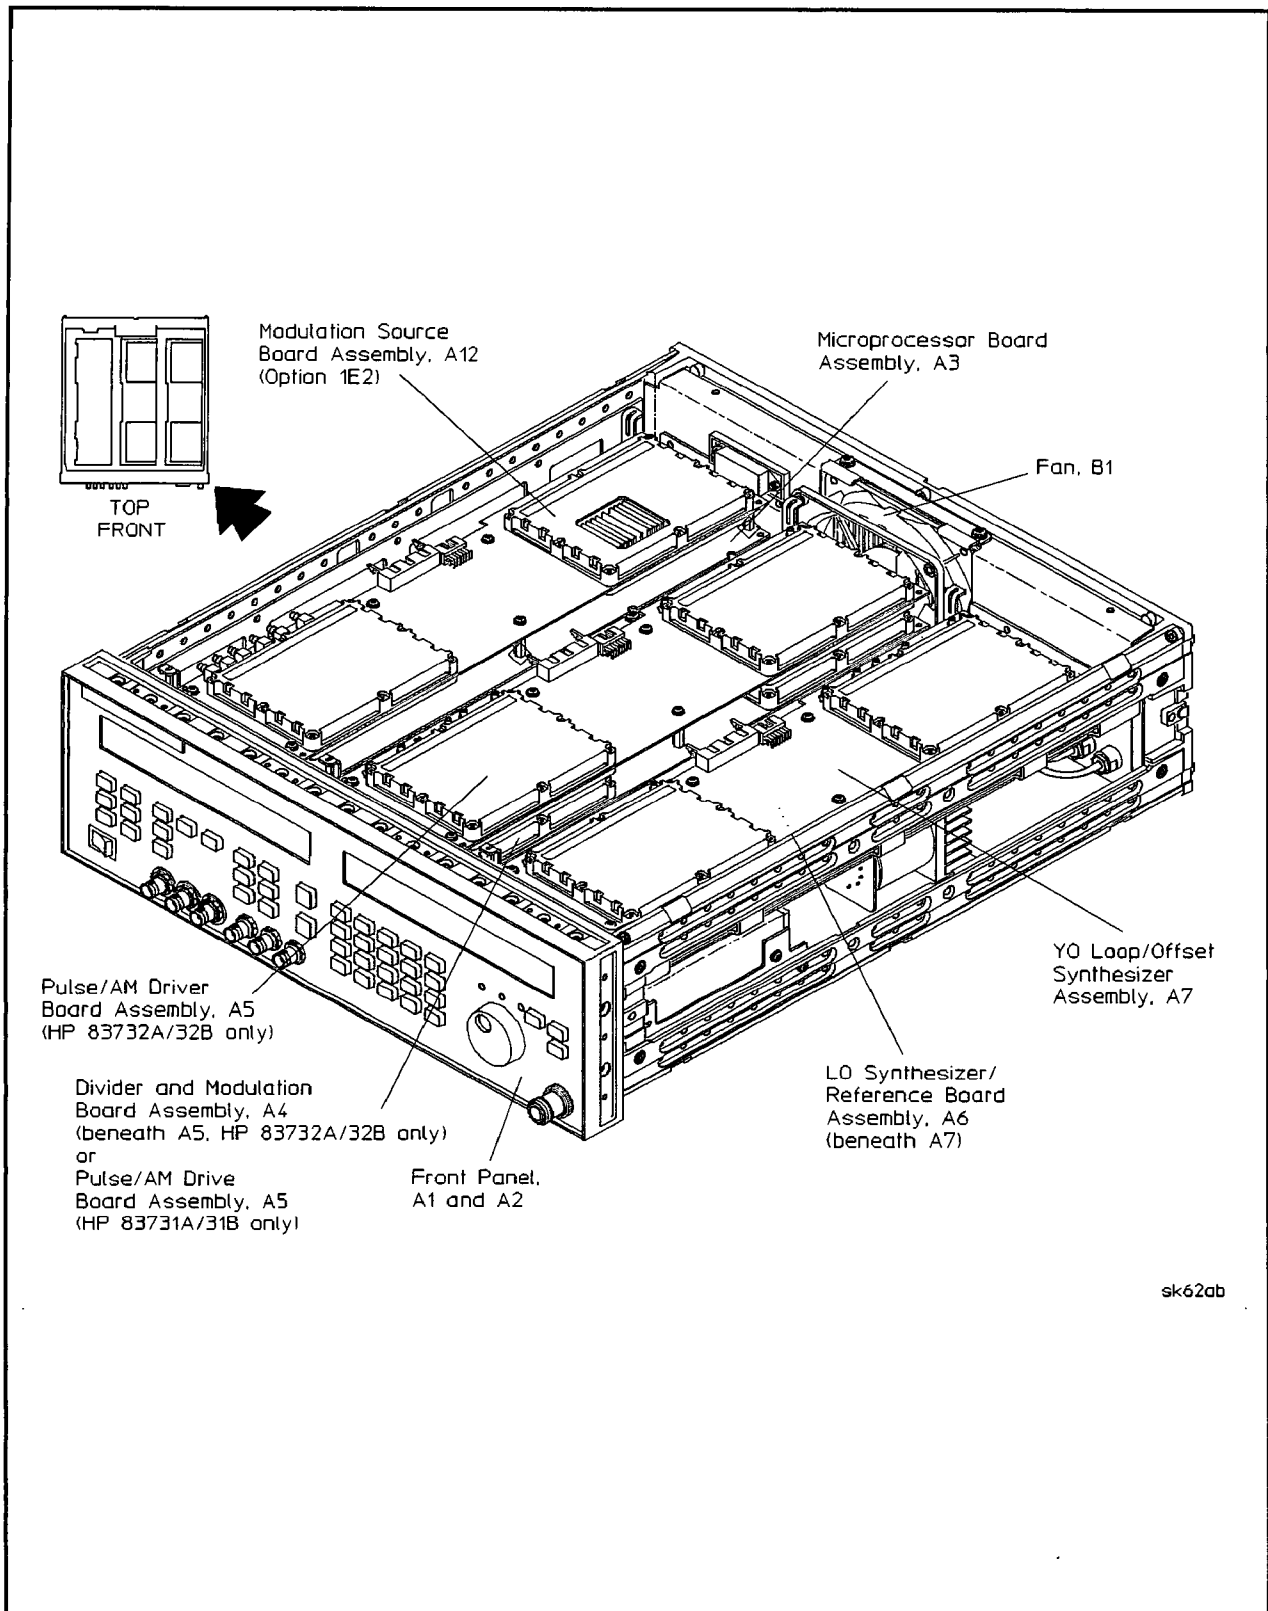 Modulation Source
Board Assembly, A12
(Option 1E2)
Microprocessor Board
Assembly, A3
Fan, B1
TOP
FRONT
Pulse/AM Driver
Board Assembly, A5
(HP 83732A/32B only)
YO Loop/Offset
Synthesizer
Assembly, A7
Divider and Modulation
Board Assembly, A4
(beneath A5, HP 83732A/32B only)
or
Pulse/AM Drive
Board Assembly, A5
(HP 83731A/31B only)
Front Panel,
A1 and A2
LO Synthesizer/
Reference Board
Assembly, A6
(beneath A7)
sk62ab